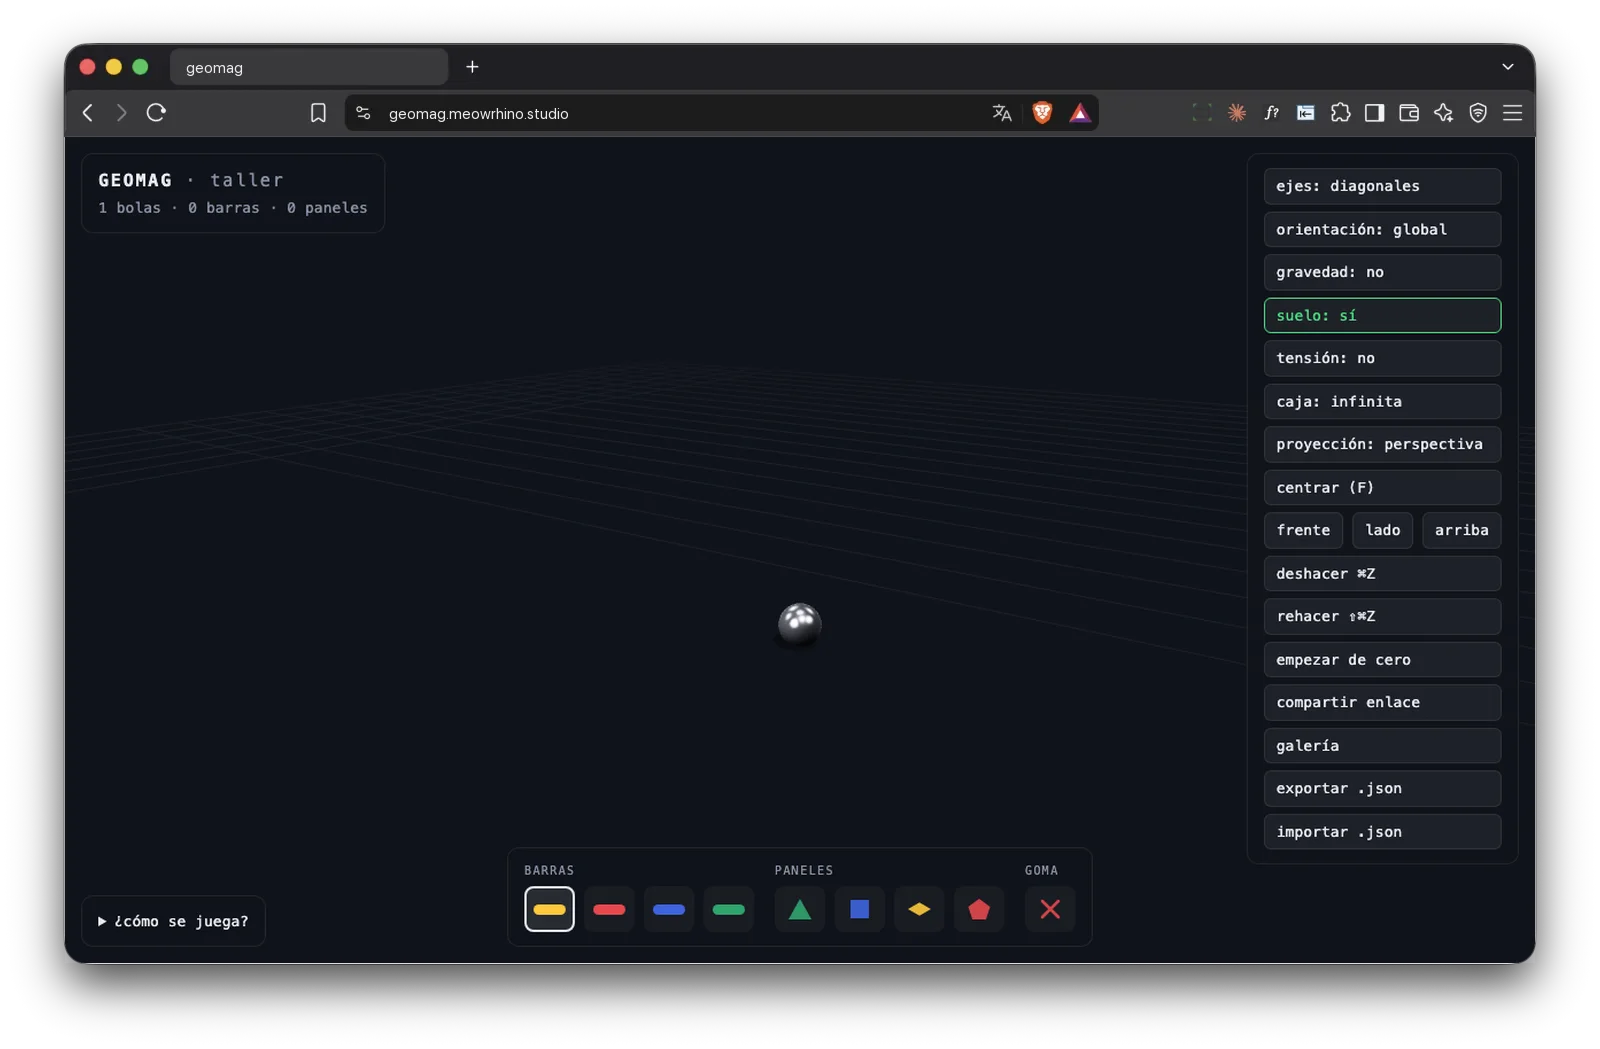 geomag
geomag.meowrhino.studio
f?
GEOMAG · taller
1 bolas · 0 barras · 0 paneles
ejes: diagonales
orientación: global
gravedad: no
suelo: sí
tensión: no
caja: infinita
proyección: perspectiva
centrar (F)
frente lado arriba
deshacer ⌘Z
rehacer ⇧⌘Z
empezar de cero
compartir enlace
galería
exportar .json
importar .json
BARRAS PANELES GOMA
▶ ¿cómo se juega?